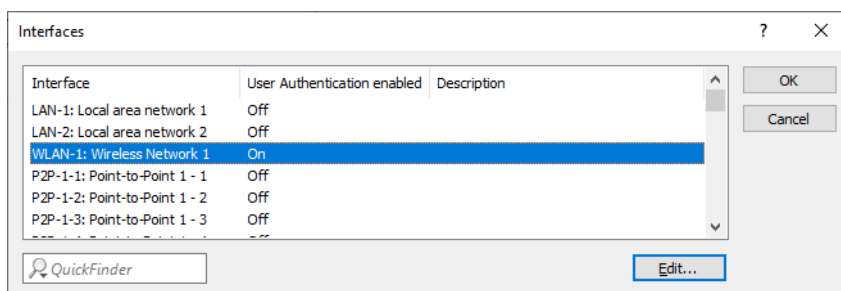 Interfaces ? X
Interface User Authentication enabled Description
LAN-1: Local area network 1 Off
LAN-2: Local area network 2 Off
WLAN-1: Wireless Network 1 On
P2P-1-1: Point-to-Point 1 - 1 Off
P2P-1-2: Point-to-Point 1 - 2 Off
P2P-1-3: Point-to-Point 1 - 3 Off
OK
Cancel
QuickFinder
Edit...